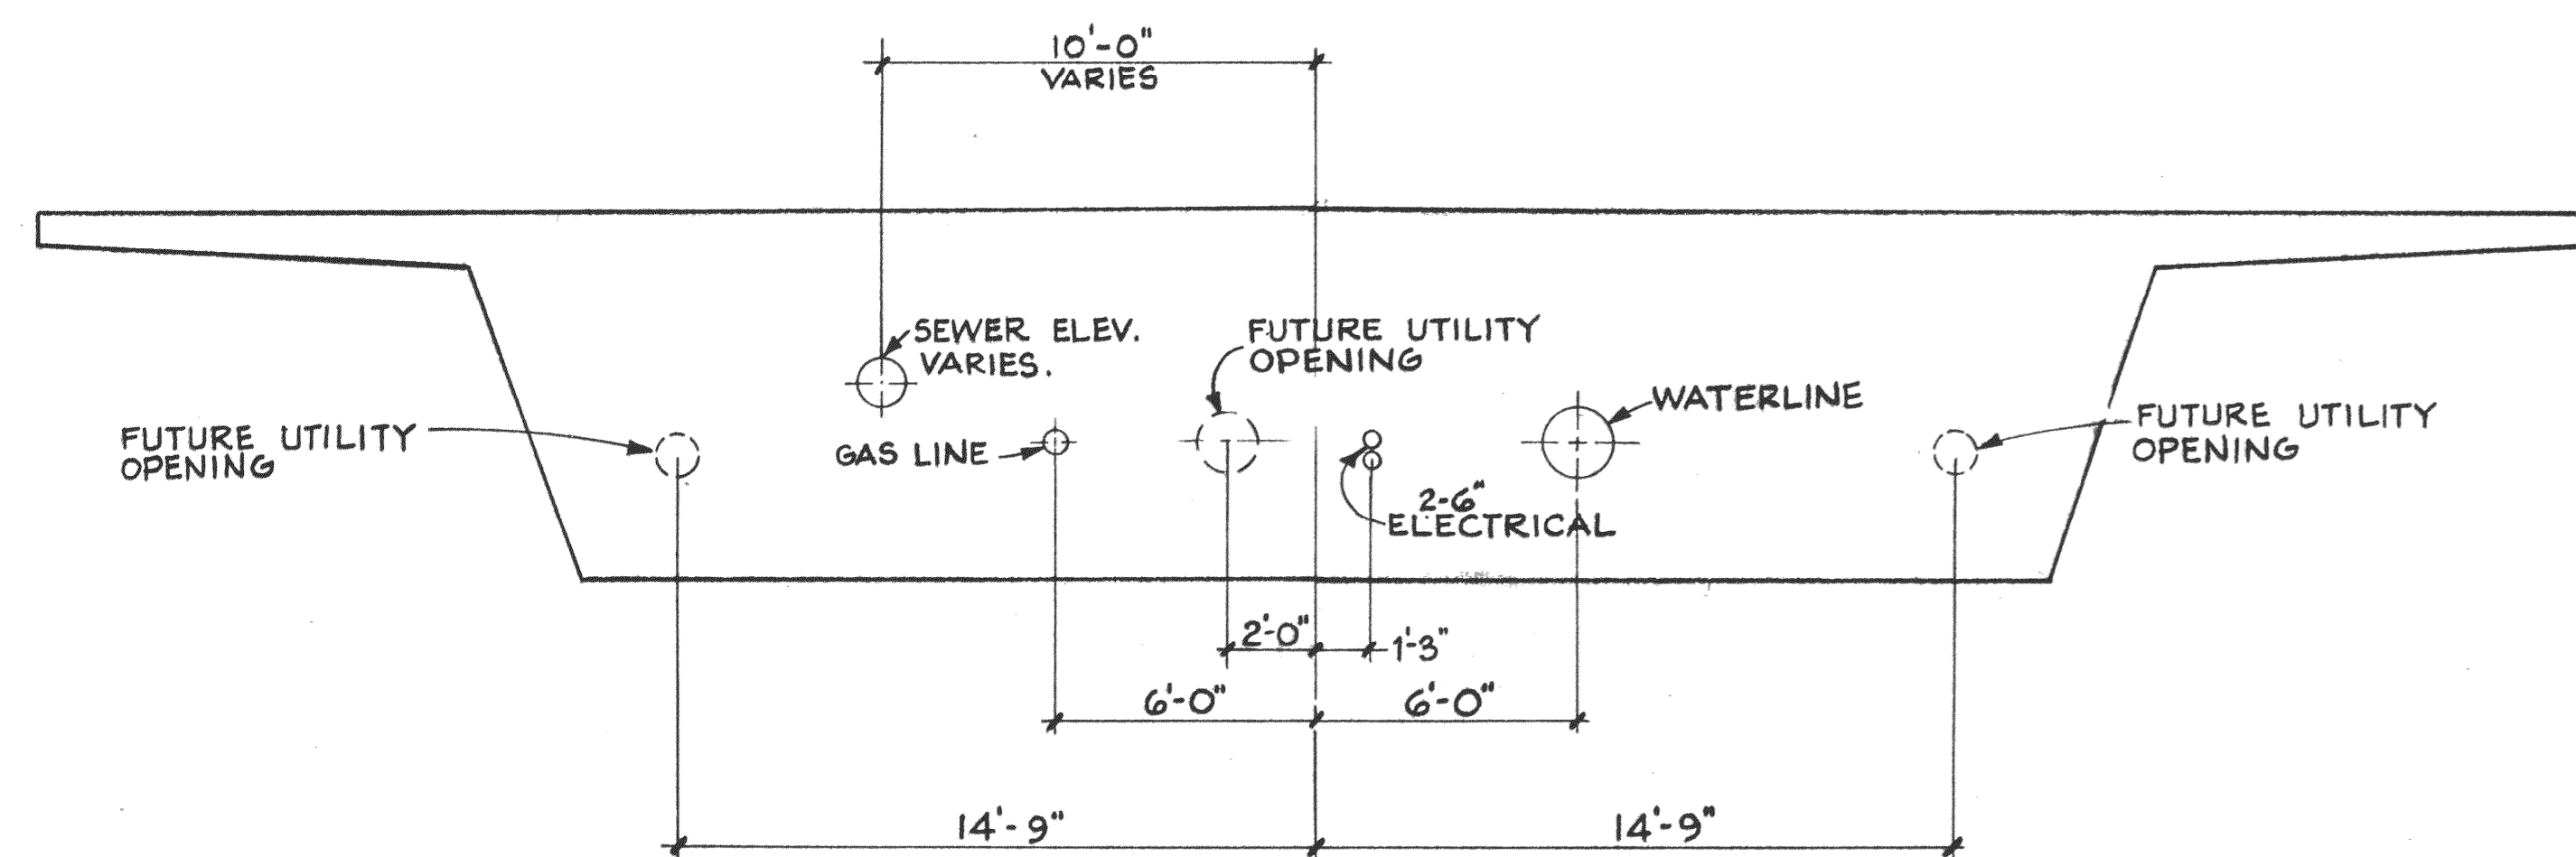 10'-0"
VARIES
SEWER ELEV.
VARIES.
FUTURE UTILITY
OPENING
WATERLINE
FUTURE UTILITY
OPENING
GAS LINE
FUTURE UTILITY
OPENING
2-6"
ELECTRICAL
2'-0"
1'-3"
6'-0"
6'-0"
14'-9"
14'-9"